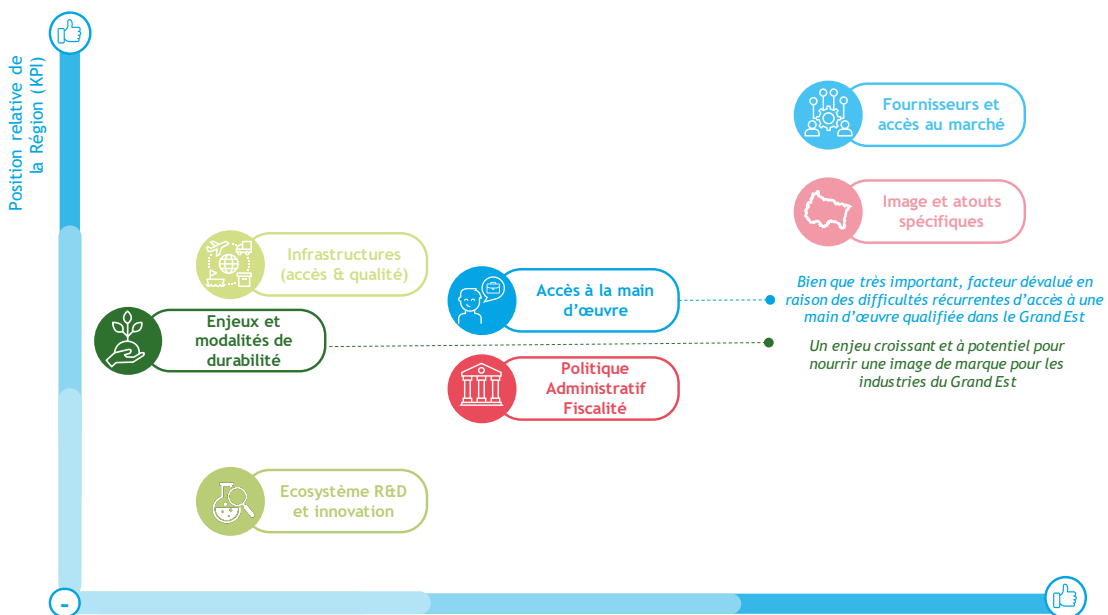 Position relative de
la Région (KPI)
Fournisseurs et
accès au marché
Image et atouts
spécifiques
Infrastructures
(accès & qualité)
Accès à la main
d’œuvre
Bien que très important, facteur dévalué en
raison des difficultés récurrentes d’accès à une
main d’œuvre qualifiée dans le Grand Est
Enjeux et
modalités de
durabilité
Un enjeu croissant et à potentiel pour
nourrir une image de marque pour les
industries du Grand Est
Politique
Administratif
Fiscalité
Ecosystème R&D
et innovation
-